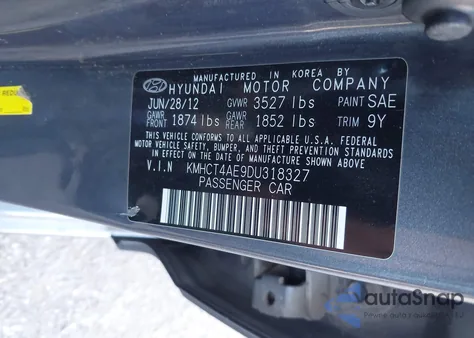 MANUFACTURED IN KOREA BY
HYUNDAI MOTOR COMPANY
JUN/28/12 GVWR 3527 lbs PAINT SAE
GAWR FRONT 1874 lbs GAWR REAR 1852 lbs TRIM 9Y
THIS VEHICLE CONFORMS TO ALL APPLICABLE U.S.A. FEDERAL
MOTOR VEHICLE SAFETY, BUMPER, AND THEFT PREVENTION
STANDARDS IN EFFECT ON THE DATE OF MANUFACTURE SHOWN ABOVE.
V.I.N KMHCT4AE9DU318327
PASSENGER CAR
autaSnap